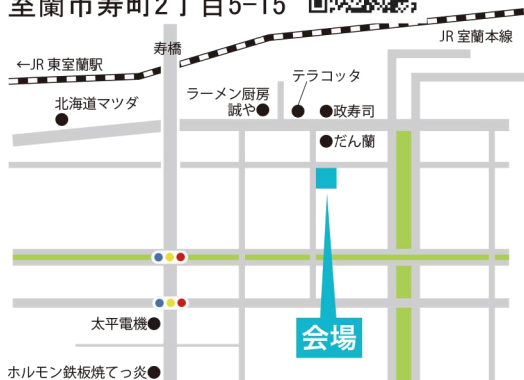 室蘭市寿町2丁目5-15
JR 室蘭本線
寿橋
←JR 東室蘭駅
テラコッタ
ラーメン厨房
誠や
北海道マツダ
政寿司
だん蘭
会場
太平電機
ホルモン鉄板焼てっ炎